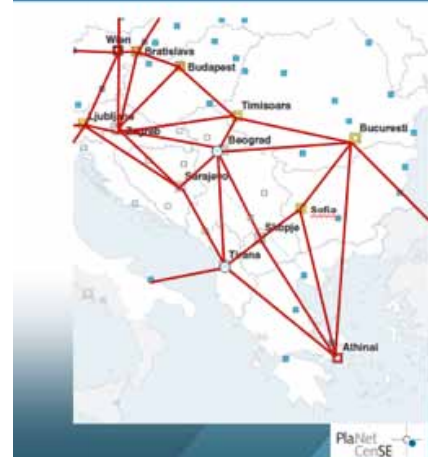 Wien
Bratislava
Budapest
Timisoara
Ljubljana
Zagreb
Beograd
Bucuresti
Sarajevo
Sofia
Skopje
Tirana
Athinai
PlaNet
CenSE